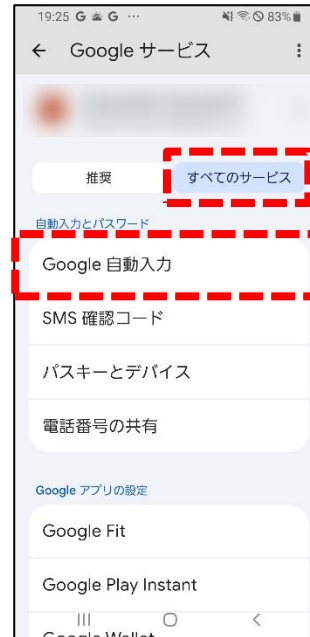 19:25 G G … 83%
← Google サービス
推奨 すべてのサービス
自動入力とパスワード
Google 自動入力
SMS 確認コード
パスキーとデバイス
電話番号の共有
Google アプリの設定
Google Fit
Google Play Instant
Google Wallet